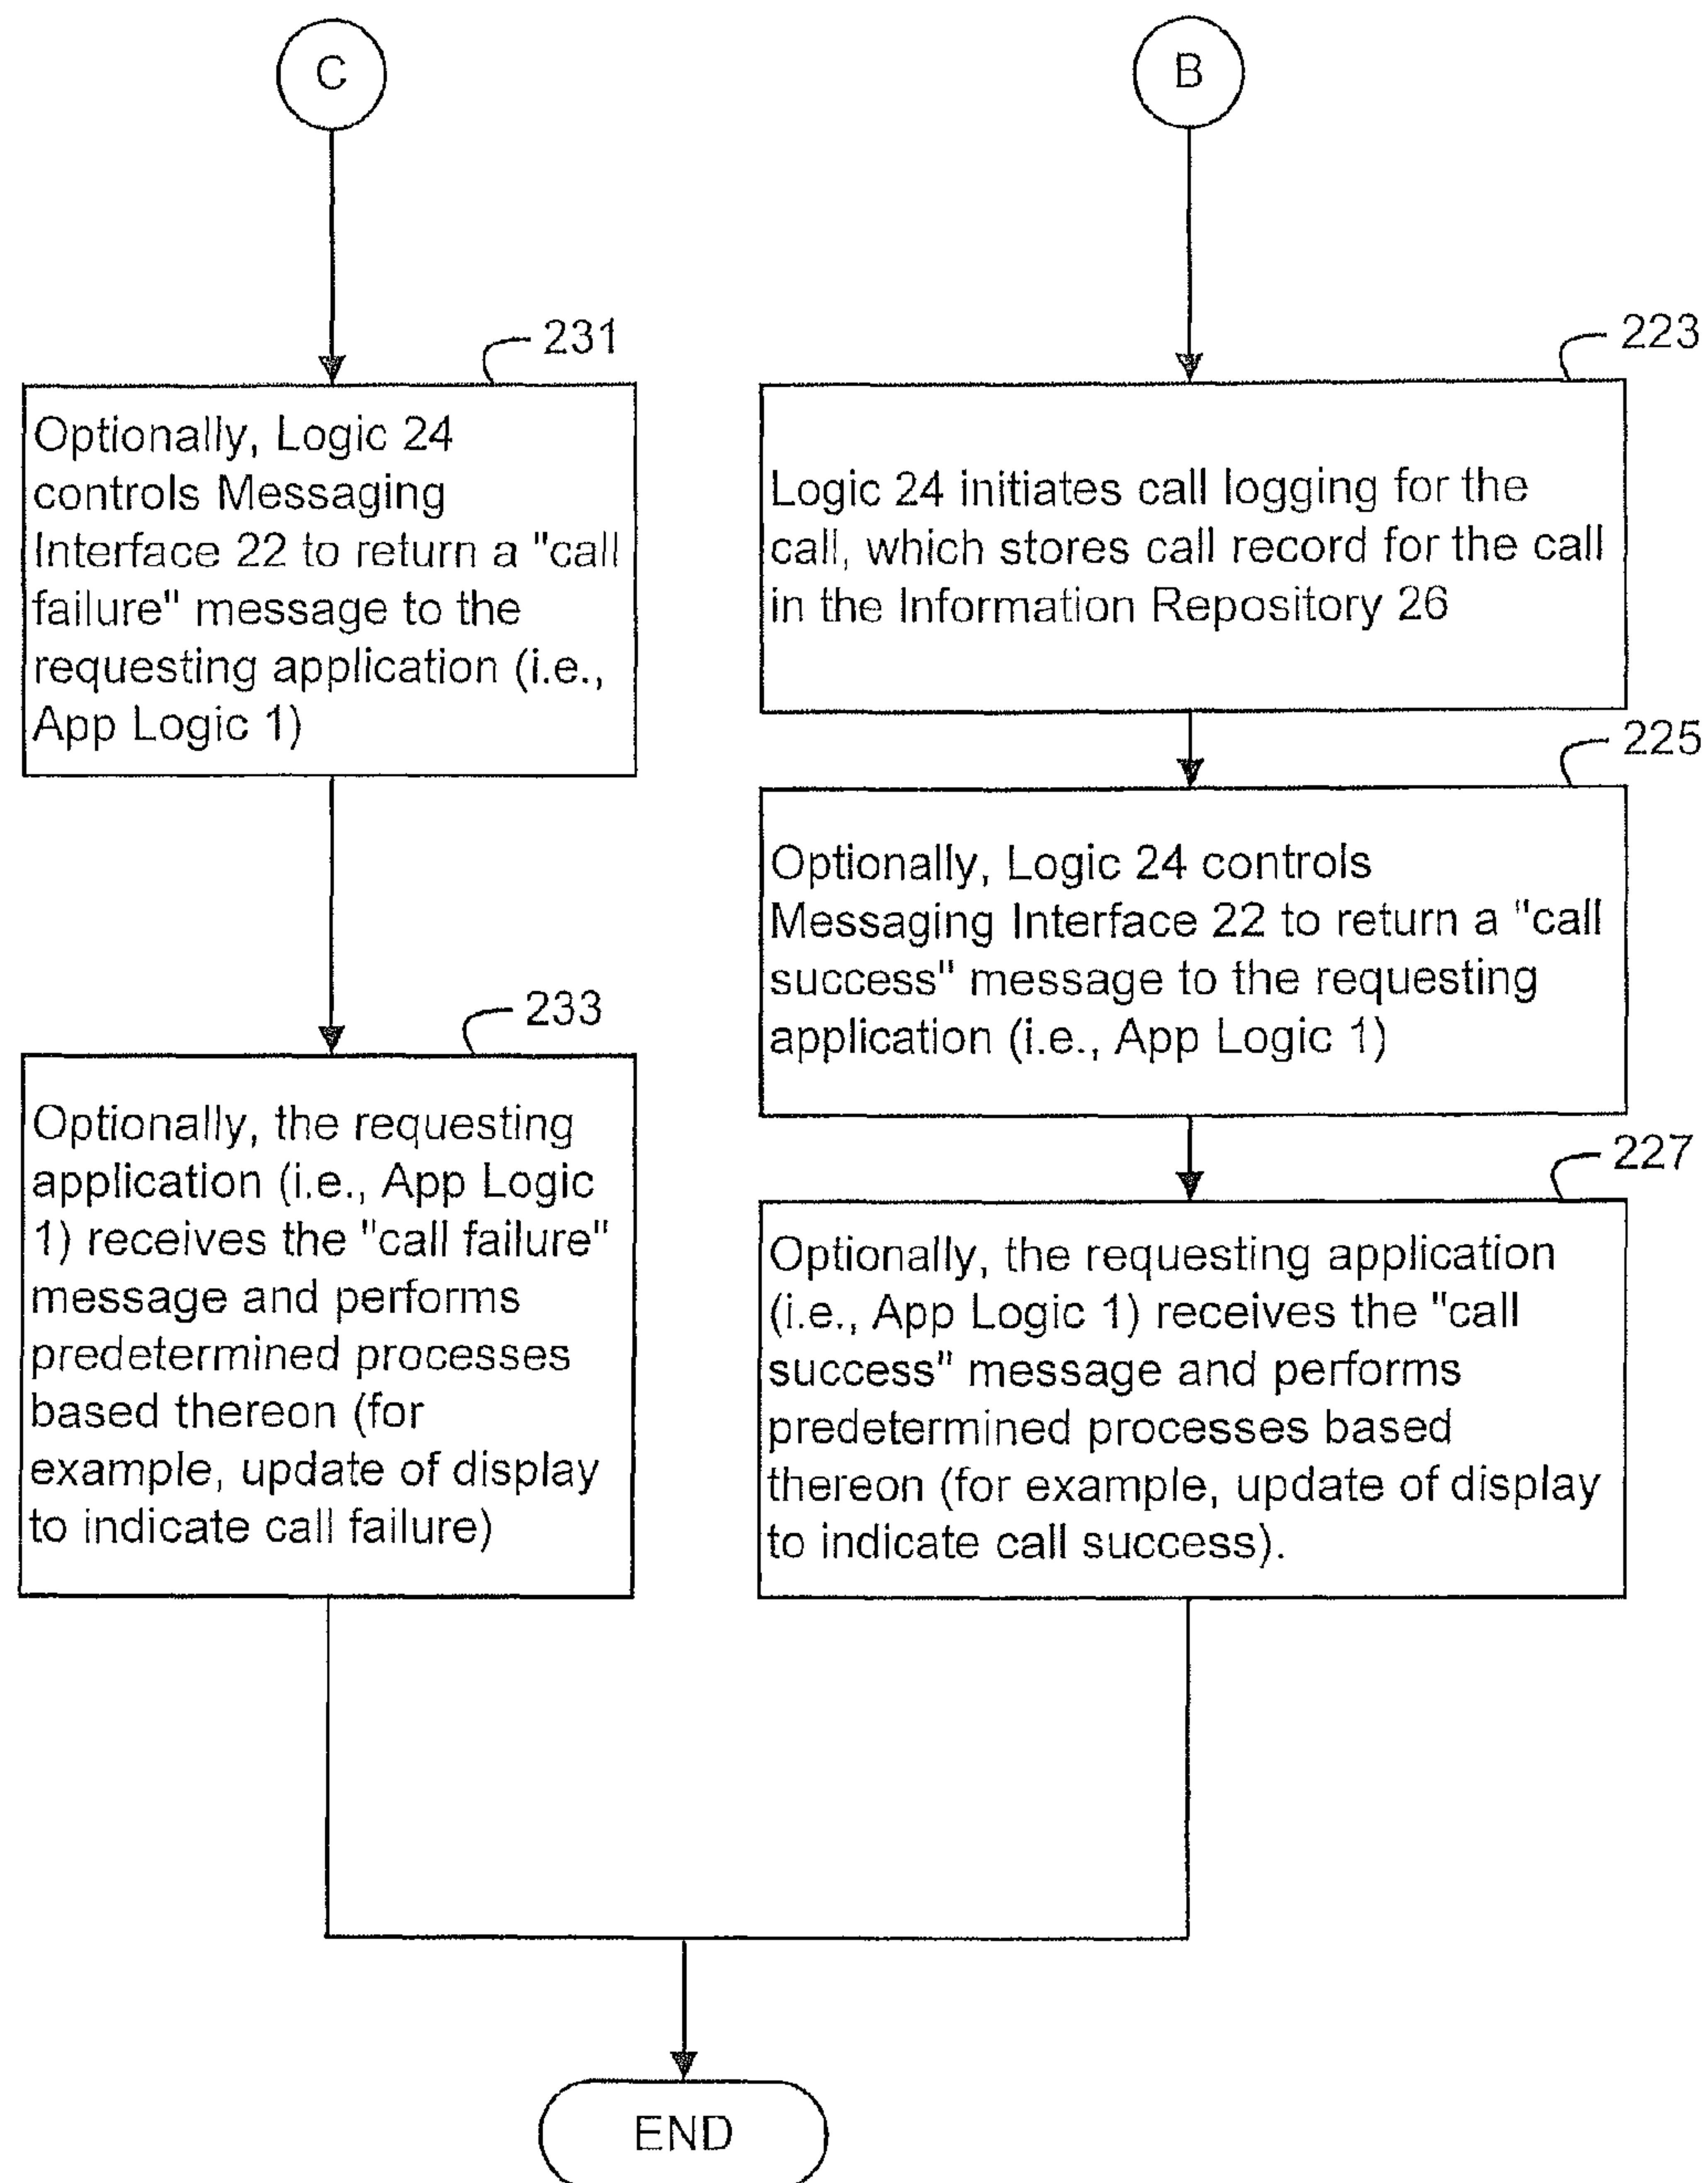 C
231
Optionally, Logic 24
controls Messaging
Interface 22 to return a "call
failure" message to the
requesting application (i.e.,
App Logic 1)
233
Optionally, the requesting
application (i.e., App Logic
1) receives the "call failure"
message and performs
predetermined processes
based thereon (for
example, update of display
to indicate call failure)
B
223
Logic 24 initiates call logging for the
call, which stores call record for the call
in the Information Repository 26
225
Optionally, Logic 24 controls
Messaging Interface 22 to return a "call
success" message to the requesting
application (i.e., App Logic 1)
227
Optionally, the requesting application
(i.e., App Logic 1) receives the "call
success" message and performs
predetermined processes based
thereon (for example, update of display
to indicate call success).
END